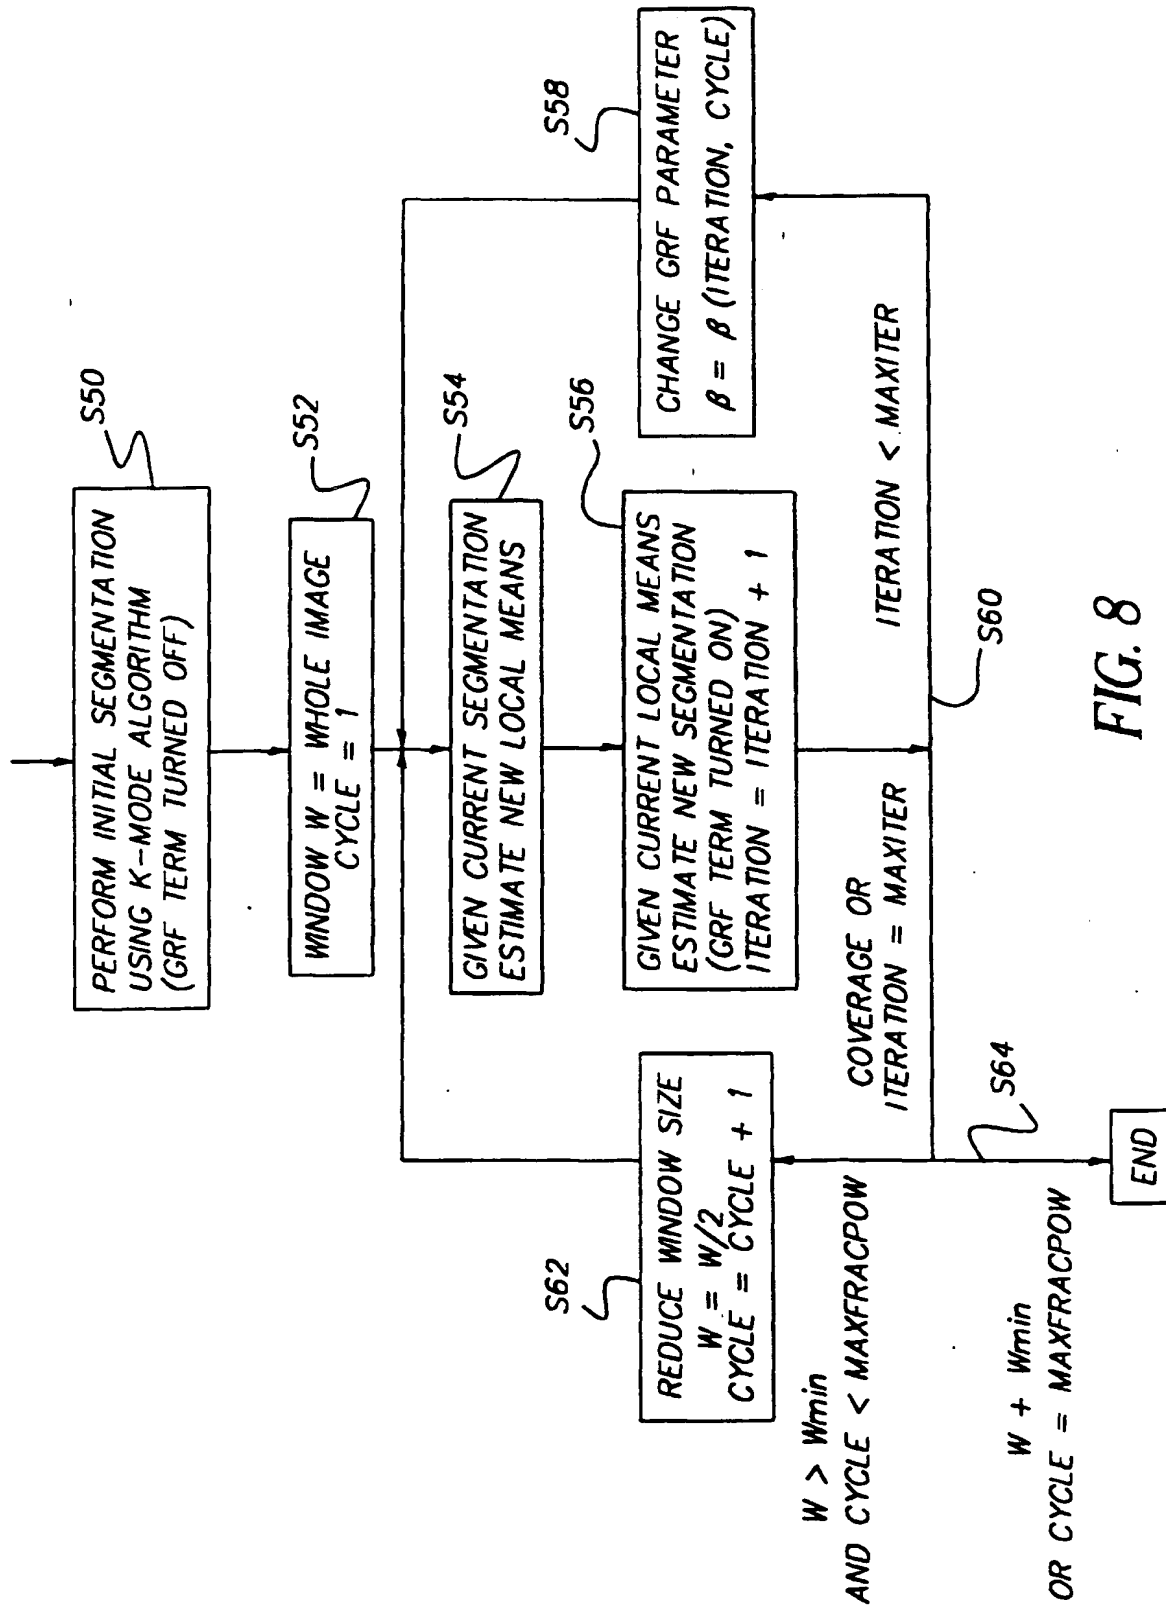 PERFORM INITIAL SEGMENTATION
USING K-MODE ALGORITHM
(GRF TERM TURNED OFF)
S50
WINDOW W = WHOLE IMAGE
CYCLE = 1
S52
GIVEN CURRENT SEGMENTATION
ESTIMATE NEW LOCAL MEANS
S54
GIVEN CURRENT LOCAL MEANS
ESTIMATE NEW SEGMENTATION
(GRF TERM TURNED ON)
ITERATION = ITERATION + 1
S56
CHANGE GRF PARAMETER
β = β (ITERATION, CYCLE)
S58
S62
REDUCE WINDOW SIZE
W = W/2
CYCLE = CYCLE + 1
W > Wmin
AND CYCLE < MAXFRACPOW
COVERAGE OR
ITERATION = MAXITER
ITERATION < MAXITER
S60
S64
W + Wmin
OR CYCLE = MAXFRACPOW
END
FIG. 8